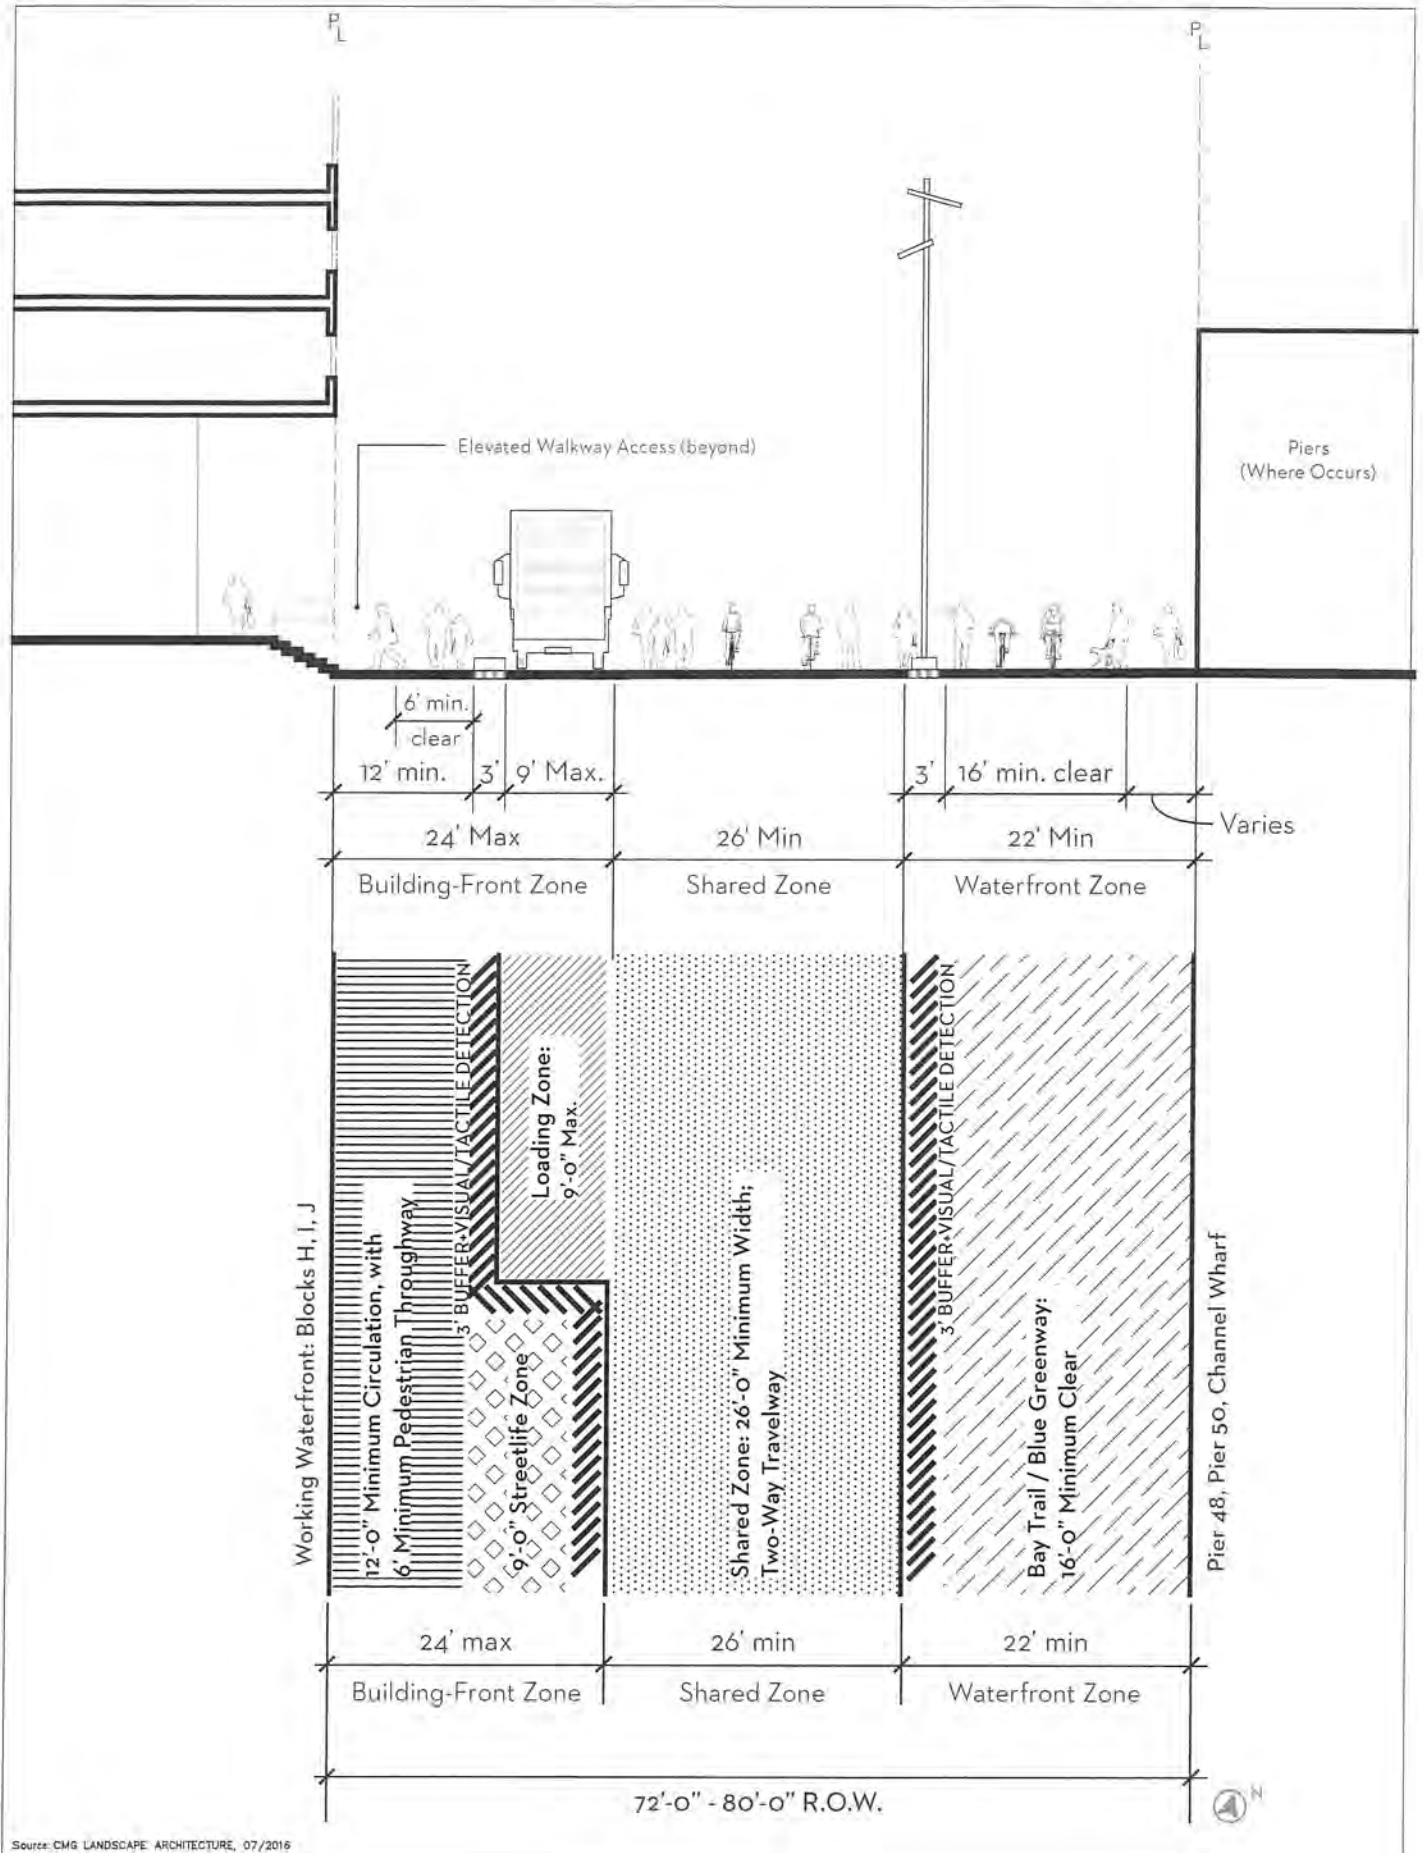 PL
PL
Elevated Walkway Access (beyond)
Piers
(Where Occurs)
6' min.
clear
12' min.
3'
9' Max.
3'
16' min. clear
Varies
24' Max
26' Min
22' Min
Building-Front Zone
Shared Zone
Waterfront Zone
Working Waterfront: Blocks H, I, J
12'-0" Minimum Circulation, with
6' Minimum Pedestrian Throughway
3' BUFFER+VISUAL/TACTILE DETECTION
Loading Zone:
9'-0" Max.
9'-0" Streetlife Zone
Shared Zone: 26'-0" Minimum Width;
Two-Way Travelway
3' BUFFER+VISUAL/TACTILE DETECTION
Bay Trail / Blue Greenway:
16'-0" Minimum Clear
Pier 48, Pier 50, Channel Wharf
24' max
26' min
22' min
Building-Front Zone
Shared Zone
Waterfront Zone
72'-0" - 80'-0" R.O.W.
N
Source: CMG LANDSCAPE ARCHITECTURE, 07/2016